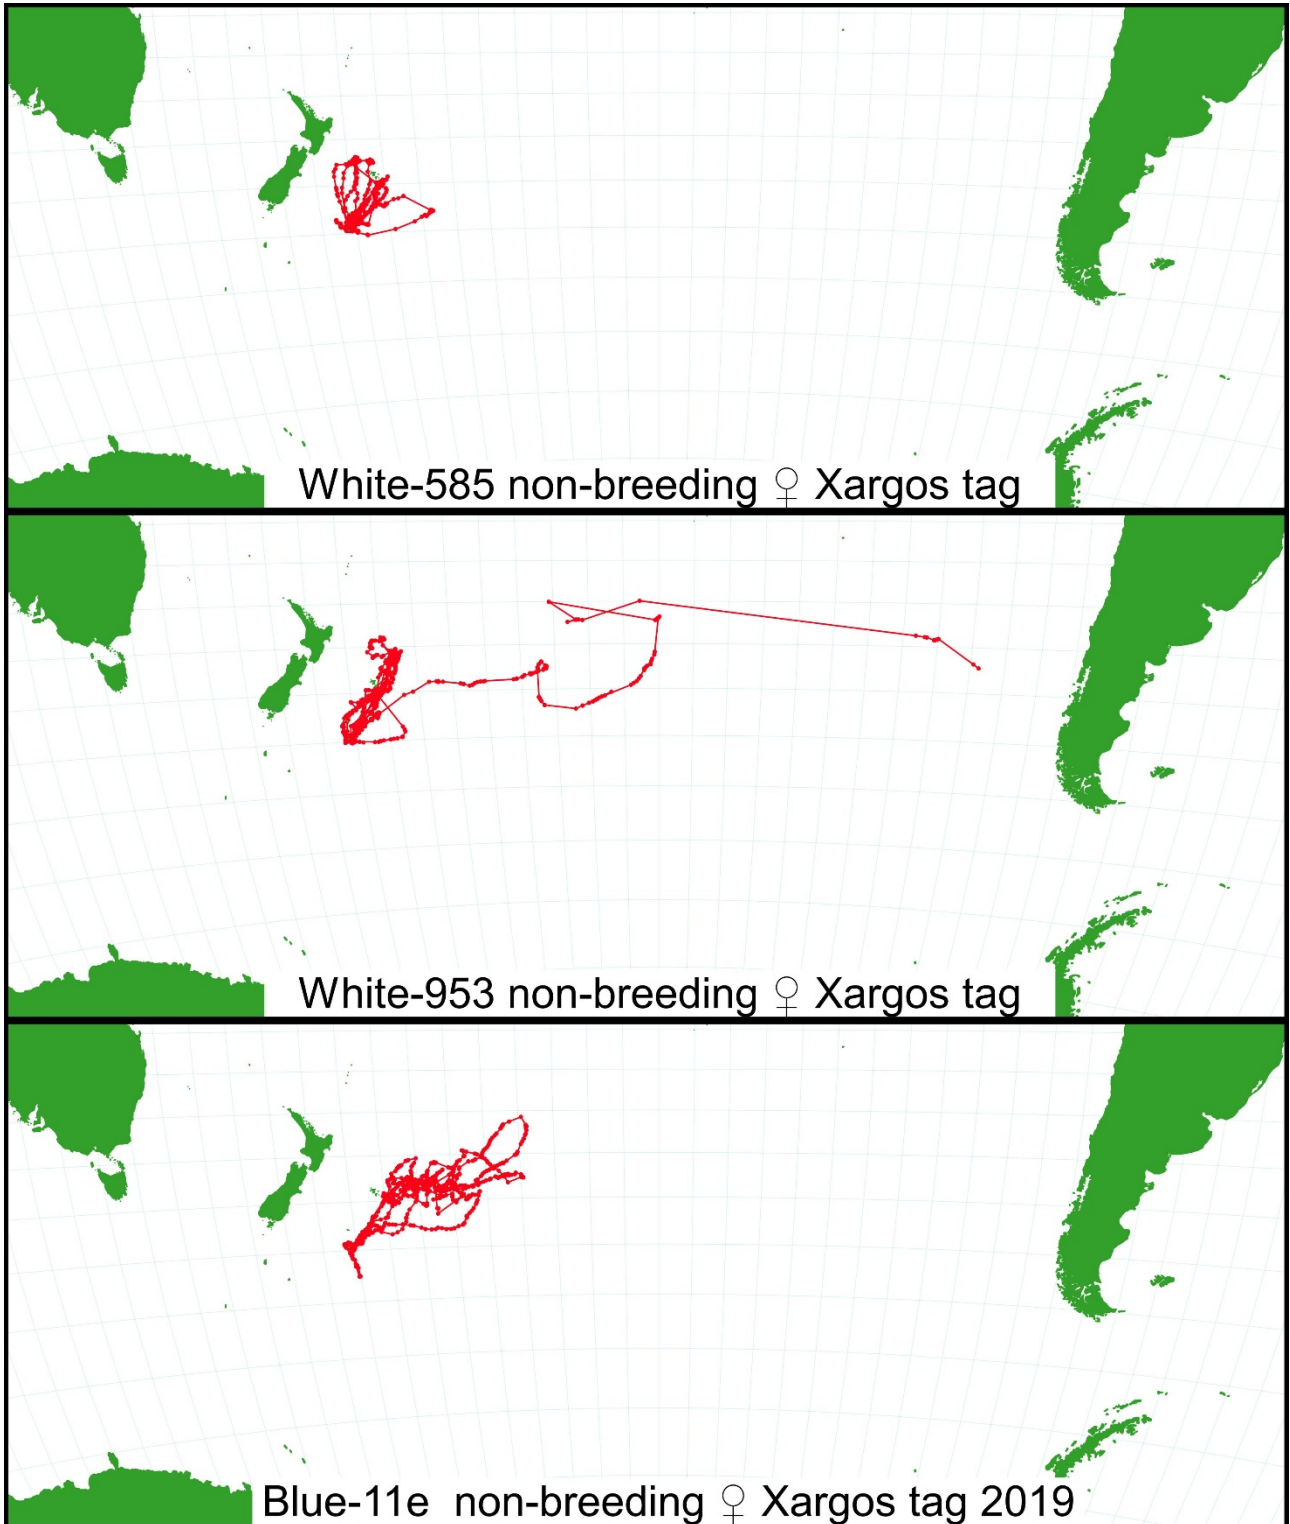 White-585 non-breeding ♀ Xargos tag
White-953 non-breeding ♀ Xargos tag
Blue-11e  non-breeding ♀ Xargos tag 2019